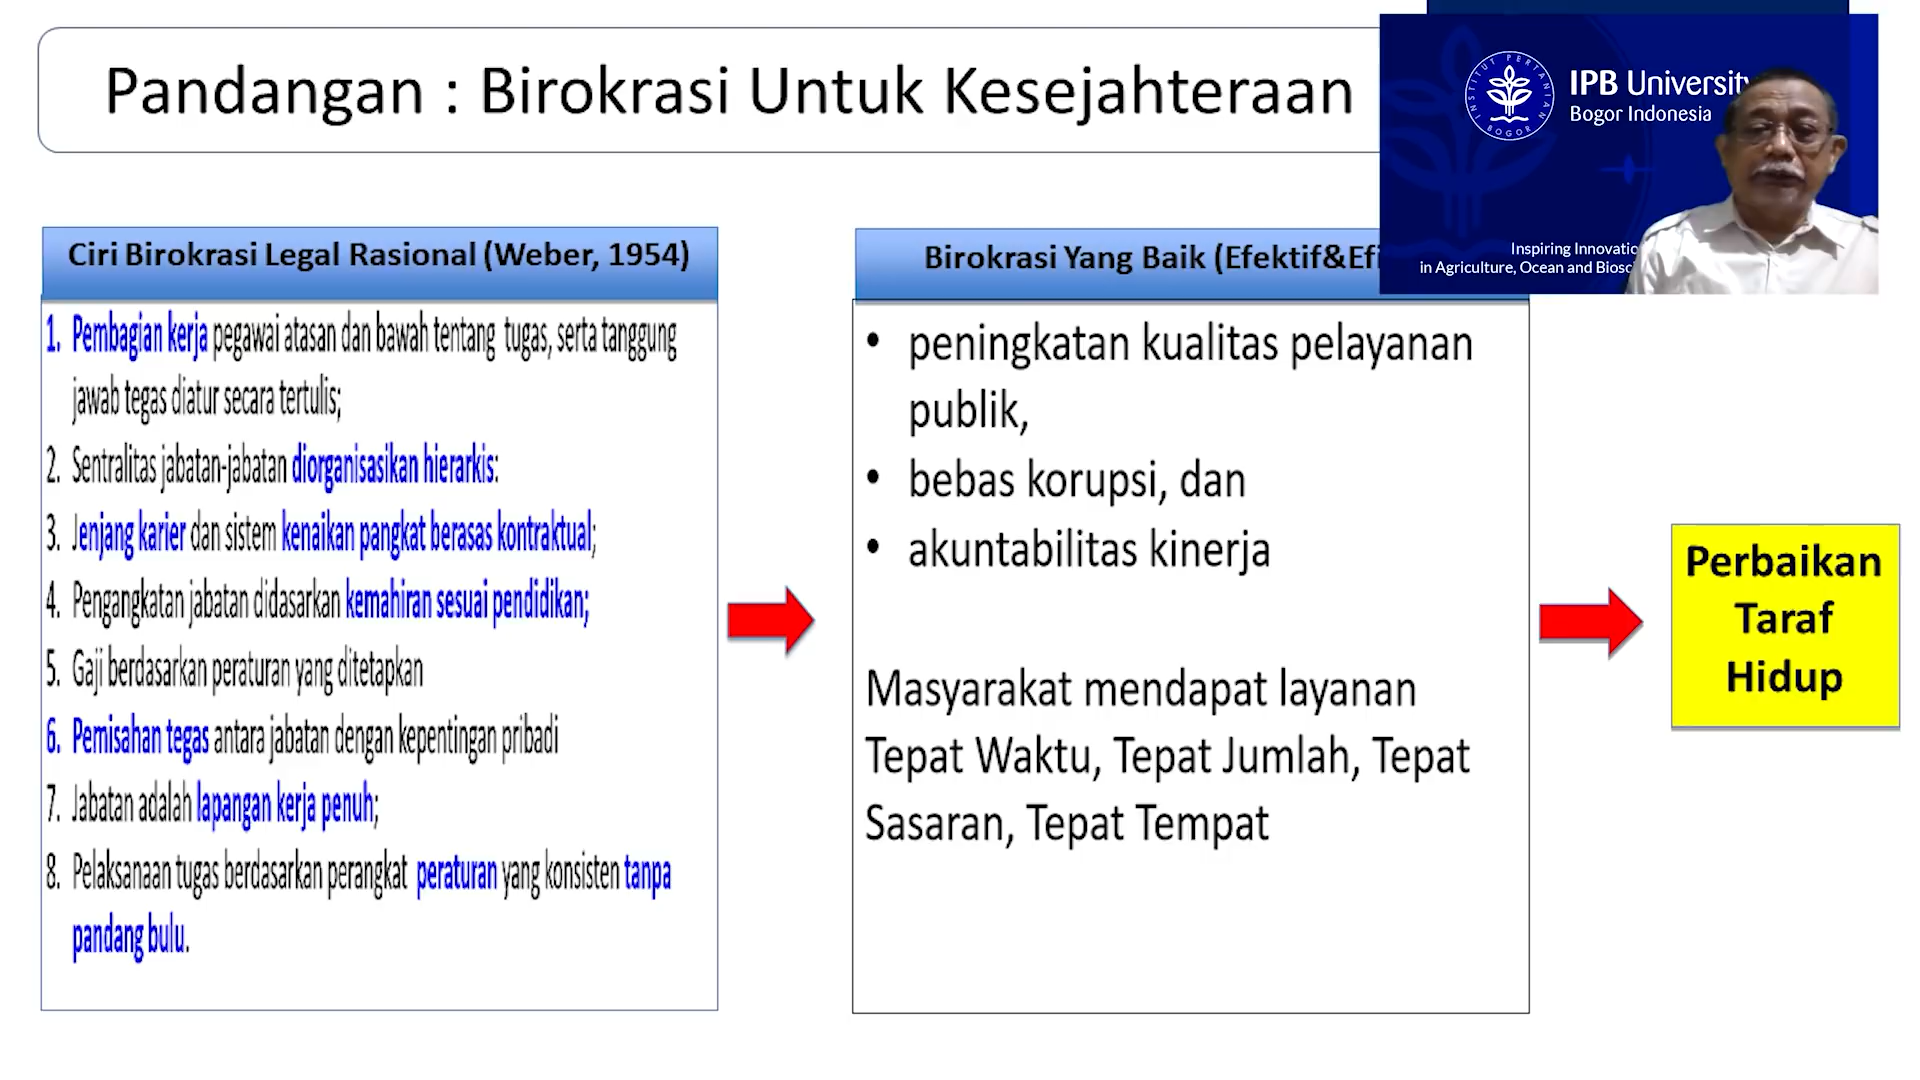 Pandangan : Birokrasi Untuk Kesejahteraan
INSTITUT PERTANIAN
BOGOR
IPB University
Bogor Indonesia
Inspiring
in Agriculture, Ocean and
Ciri Birokrasi Legal Rasional (Weber, 1954)
1. Pembagian kerja pegawai atasan dan bawah tentang tugas, serta tanggung
jawab tegas diatur secara tertulis;
2. Sentralitas jabatan-jabatan diorganisasikan hierarkis:
3. Jenjang karier dan sistem kenaikan pangkat berasas kontraktual;
4. Pengangkatan jabatan didasarkan kemahiran sesuai pendidikan;
5. Gaji berdasarkan peraturan yang ditetapkan
6. Pemisahan tegas antara jabatan dengan kepentingan pribadi
7. Jabatan adalah lapangan kerja penuh;
8. Pelaksanaan tugas berdasarkan perangkat peraturan yang konsisten tanpa
pandang bulu.
Birokrasi Yang Baik
• peningkatan kualitas pelayanan
publik,
• bebas korupsi, dan
• akuntabilitas kinerja
Masyarakat mendapat layanan
Tepat Waktu, Tepat Jumlah, Tepat
Sasaran, Tepat Tempat
Perbaikan
Taraf
Hidup